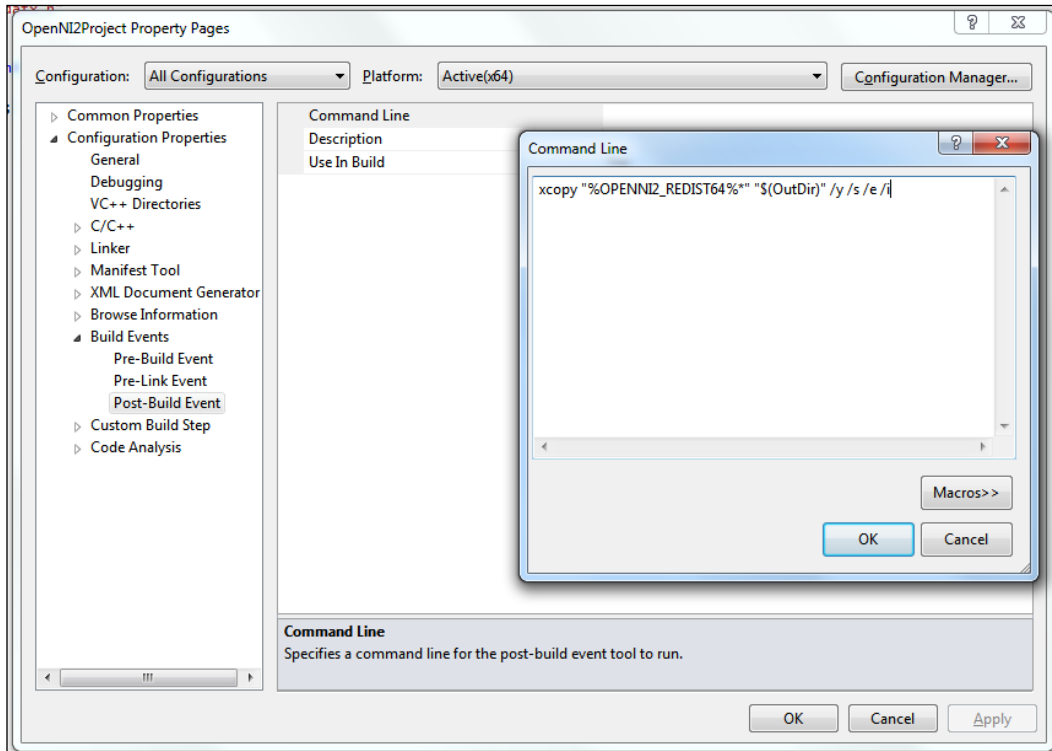 OpenNI2Project Property Pages
Configuration: All Configurations Platform: Active(x64) Configuration Manager...
Common Properties
Configuration Properties
General
Debugging
VC++ Directories
C/C++
Linker
Manifest Tool
XML Document Generator
Browse Information
Build Events
Pre-Build Event
Pre-Link Event
Post-Build Event
Custom Build Step
Code Analysis
Command Line
Description
Use In Build
Command Line
xcopy "%OPENNI2_REDIST64%*" "$(OutDir)" /y /s /e /i
Macros>>
OK Cancel
Command Line
Specifies a command line for the post-build event tool to run.
OK Cancel Apply